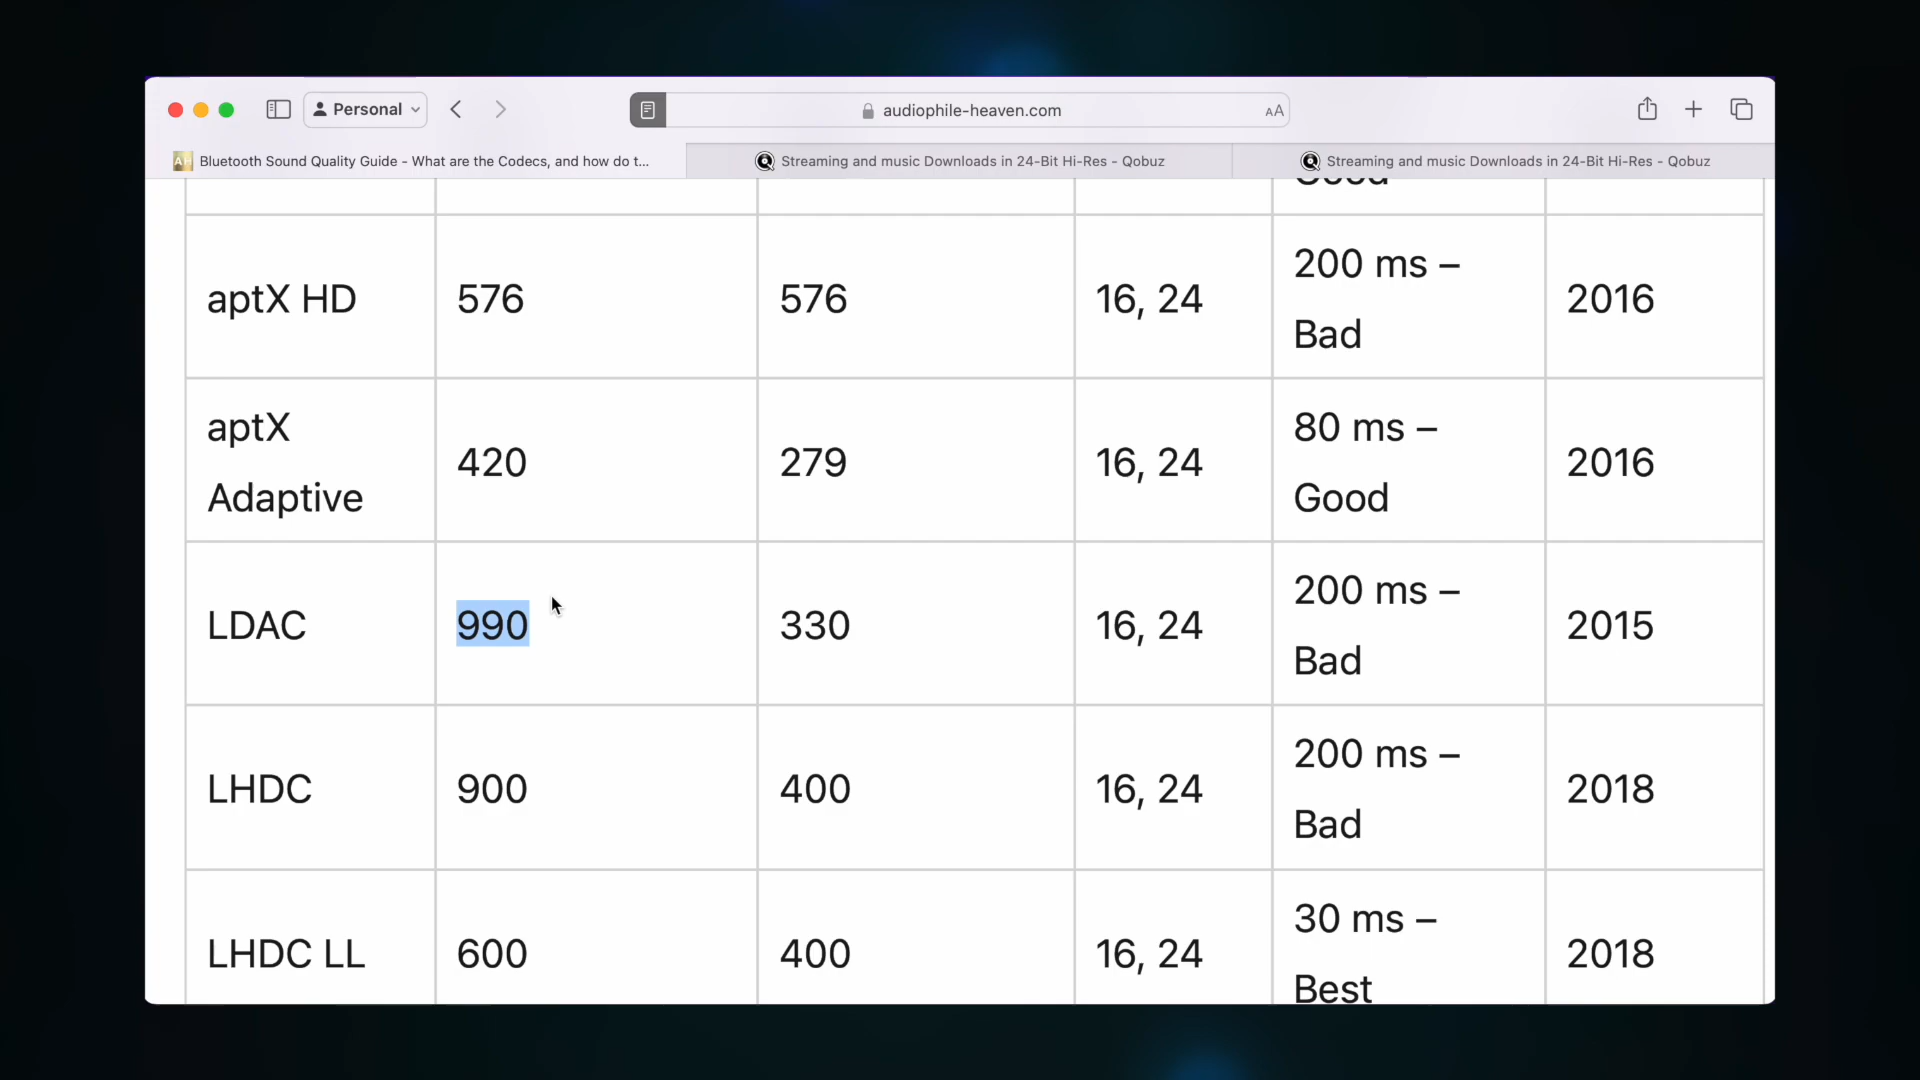 Personal
audiophile-heaven.com
AA
AH Bluetooth Sound Quality Guide - What are the Codecs, and how do t...
Streaming and music Downloads in 24-Bit Hi-Res - Qobuz
Streaming and music Downloads in 24-Bit Hi-Res - Qobuz
Good
aptX HD 576 576 16, 24 200 ms – 2016
Bad
aptX 420 279 16, 24 80 ms – 2016
Adaptive Good
LDAC 990 330 16, 24 200 ms – 2015
Bad
LHDC 900 400 16, 24 200 ms – 2018
Bad
LHDC LL 600 400 16, 24 30 ms – 2018
Best